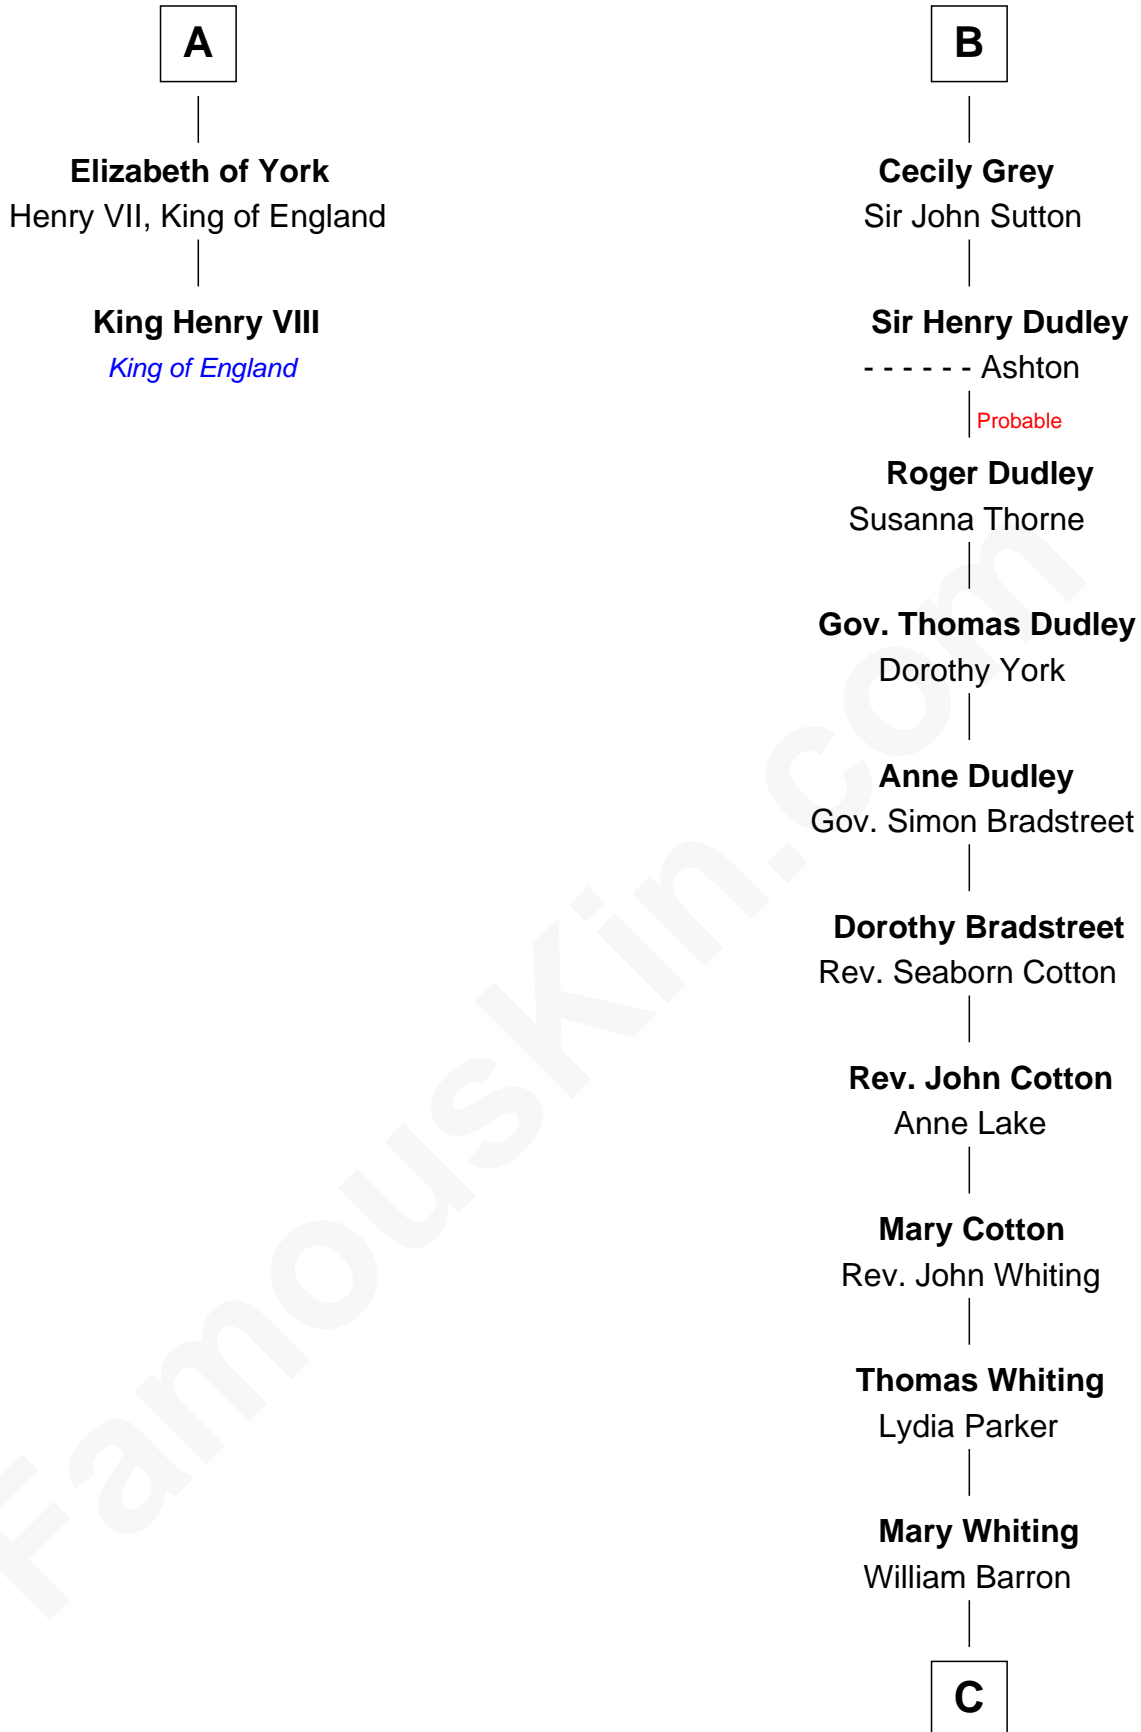 A
Elizabeth of York
Henry VII, King of England
King Henry VIII
King of England
B
Cecily Grey
Sir John Sutton
Sir Henry Dudley
- - - - - - Ashton
Probable
Roger Dudley
Susanna Thorne
Gov. Thomas Dudley
Dorothy York
Anne Dudley
Gov. Simon Bradstreet
Dorothy Bradstreet
Rev. Seaborn Cotton
Rev. John Cotton
Anne Lake
Mary Cotton
Rev. John Whiting
Thomas Whiting
Lydia Parker
Mary Whiting
William Barron
C
FamousKin.com